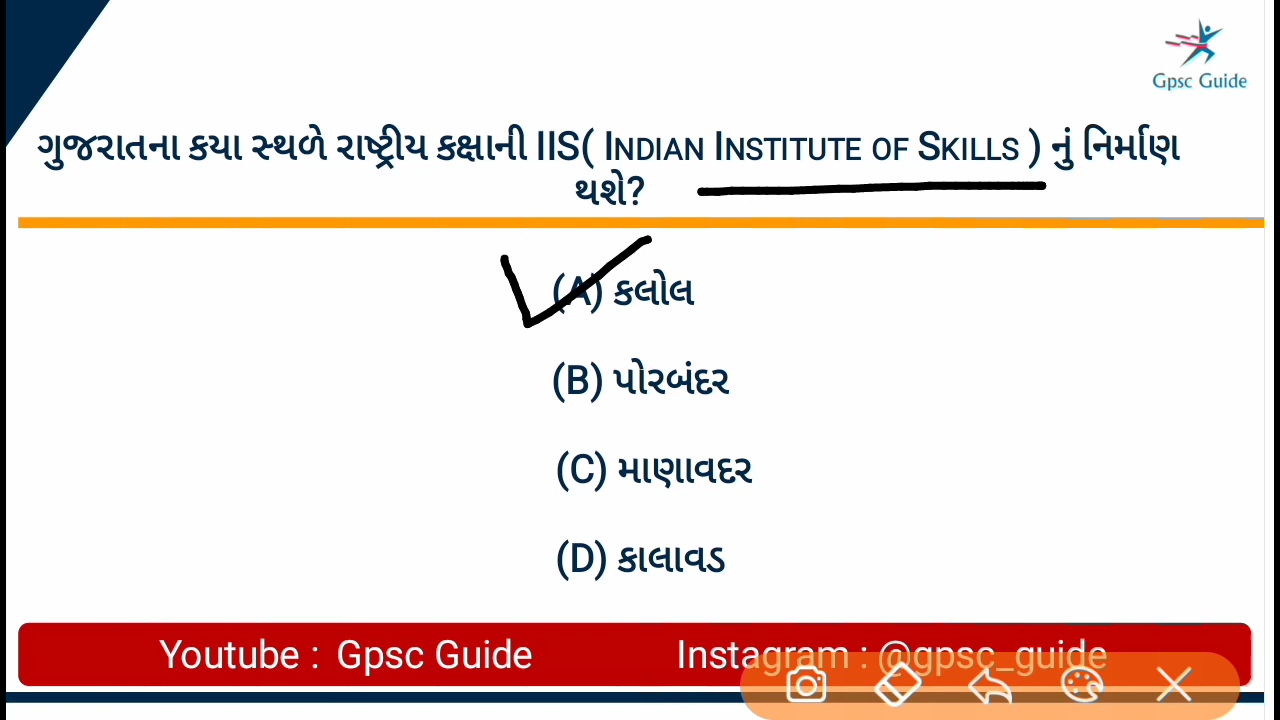 Gpsc Guide
ગુજરાતના કયા સ્થળે રાષ્ટ્રીય કક્ષાની IIS( INDIAN INSTITUTE OF SKILLS ) નું નિર્માણ
થશે?
(A) કલોલ
(B) પોરબંદર
(C) માણાવદર
(D) કાલાવડ
Youtube : Gpsc Guide Instagram : @gpsc_guide